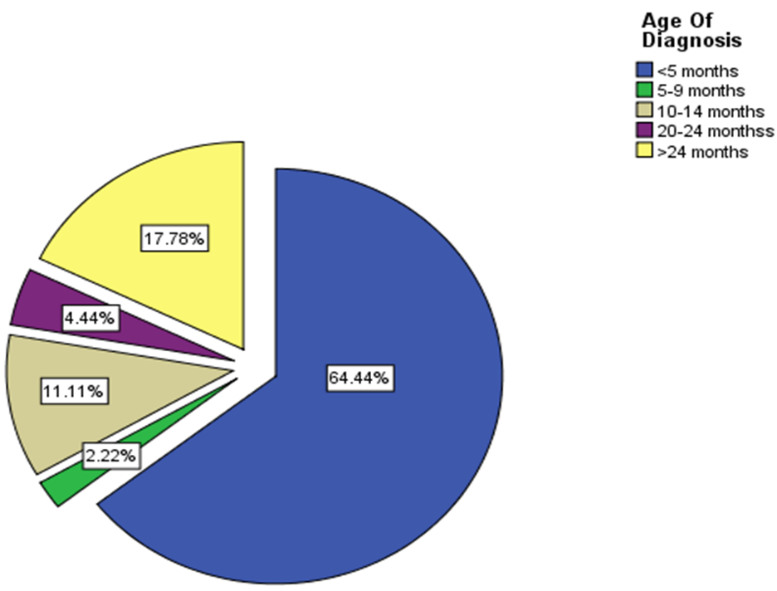 Age Of
Diagnosis
<5 months
5-9 months
10-14 months
20-24 monthss
>24 months
17.78%
4.44%
64.44%
11.11%
2.22%